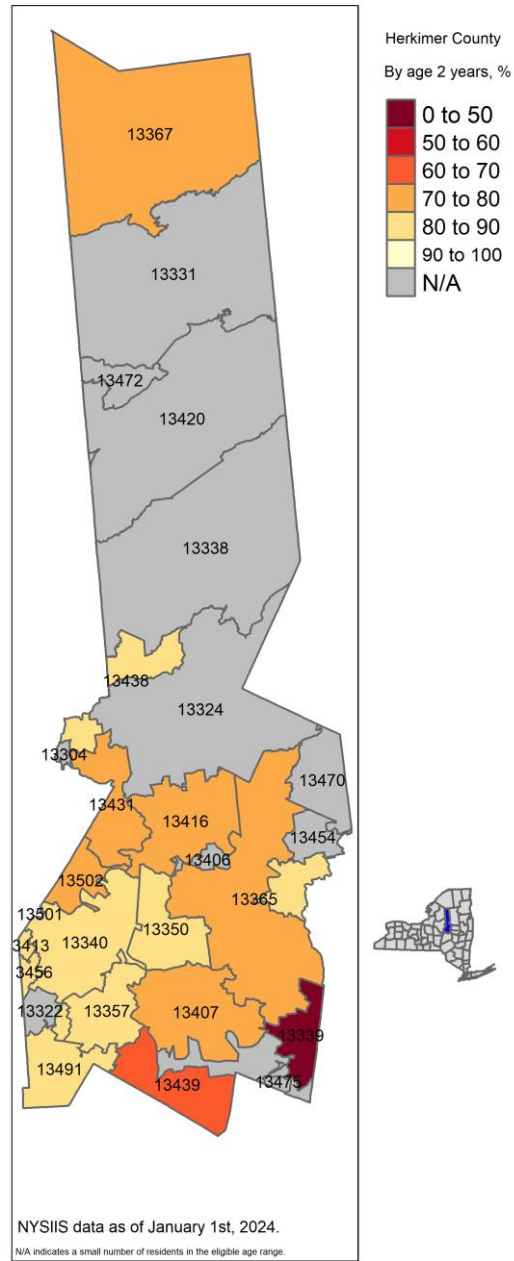 Herkimer County
By age 2 years, %
0 to 50
50 to 60
60 to 70
70 to 80
80 to 90
90 to 100
N/A
13367
13331
13472
13420
13338
13438
13324
13304
13470
13431
13416
13454
13406
13502
13365
13501
13350
13340
3413
3456
13322
13357
13407
13339
13491
13439
13475
NYSIIS data as of January 1st, 2024.
N/A indicates a small number of residents in the eligible age range.